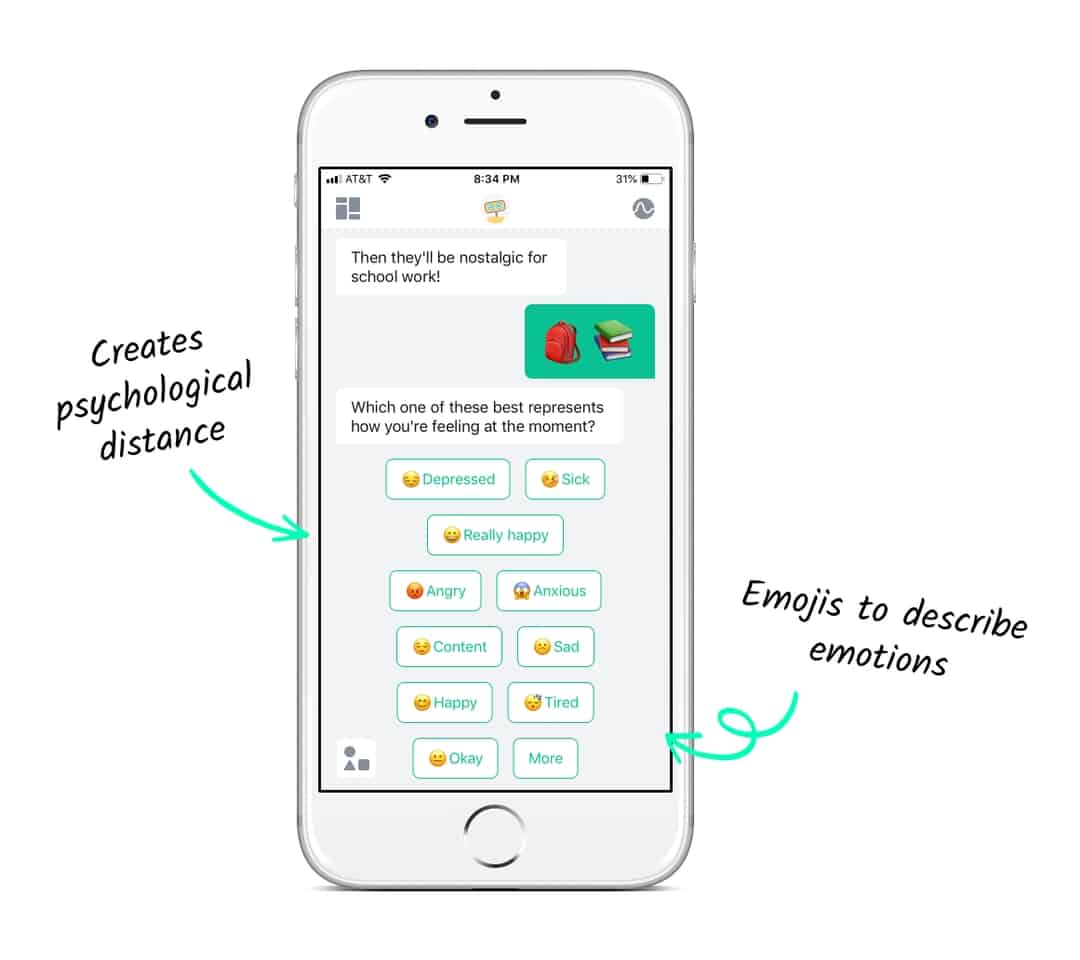 AT&T 8:34 PM 31%
Then they'll be nostalgic for
school work!
🎒 📚
Which one of these best represents
how you're feeling at the moment?
😔 Depressed 🤒 Sick
😀 Really happy
😡 Angry 😱 Anxious
😌 Content ☹️ Sad
😊 Happy 😴 Tired
😐 Okay More
Creates
psychological
distance
Emojis to describe
emotions